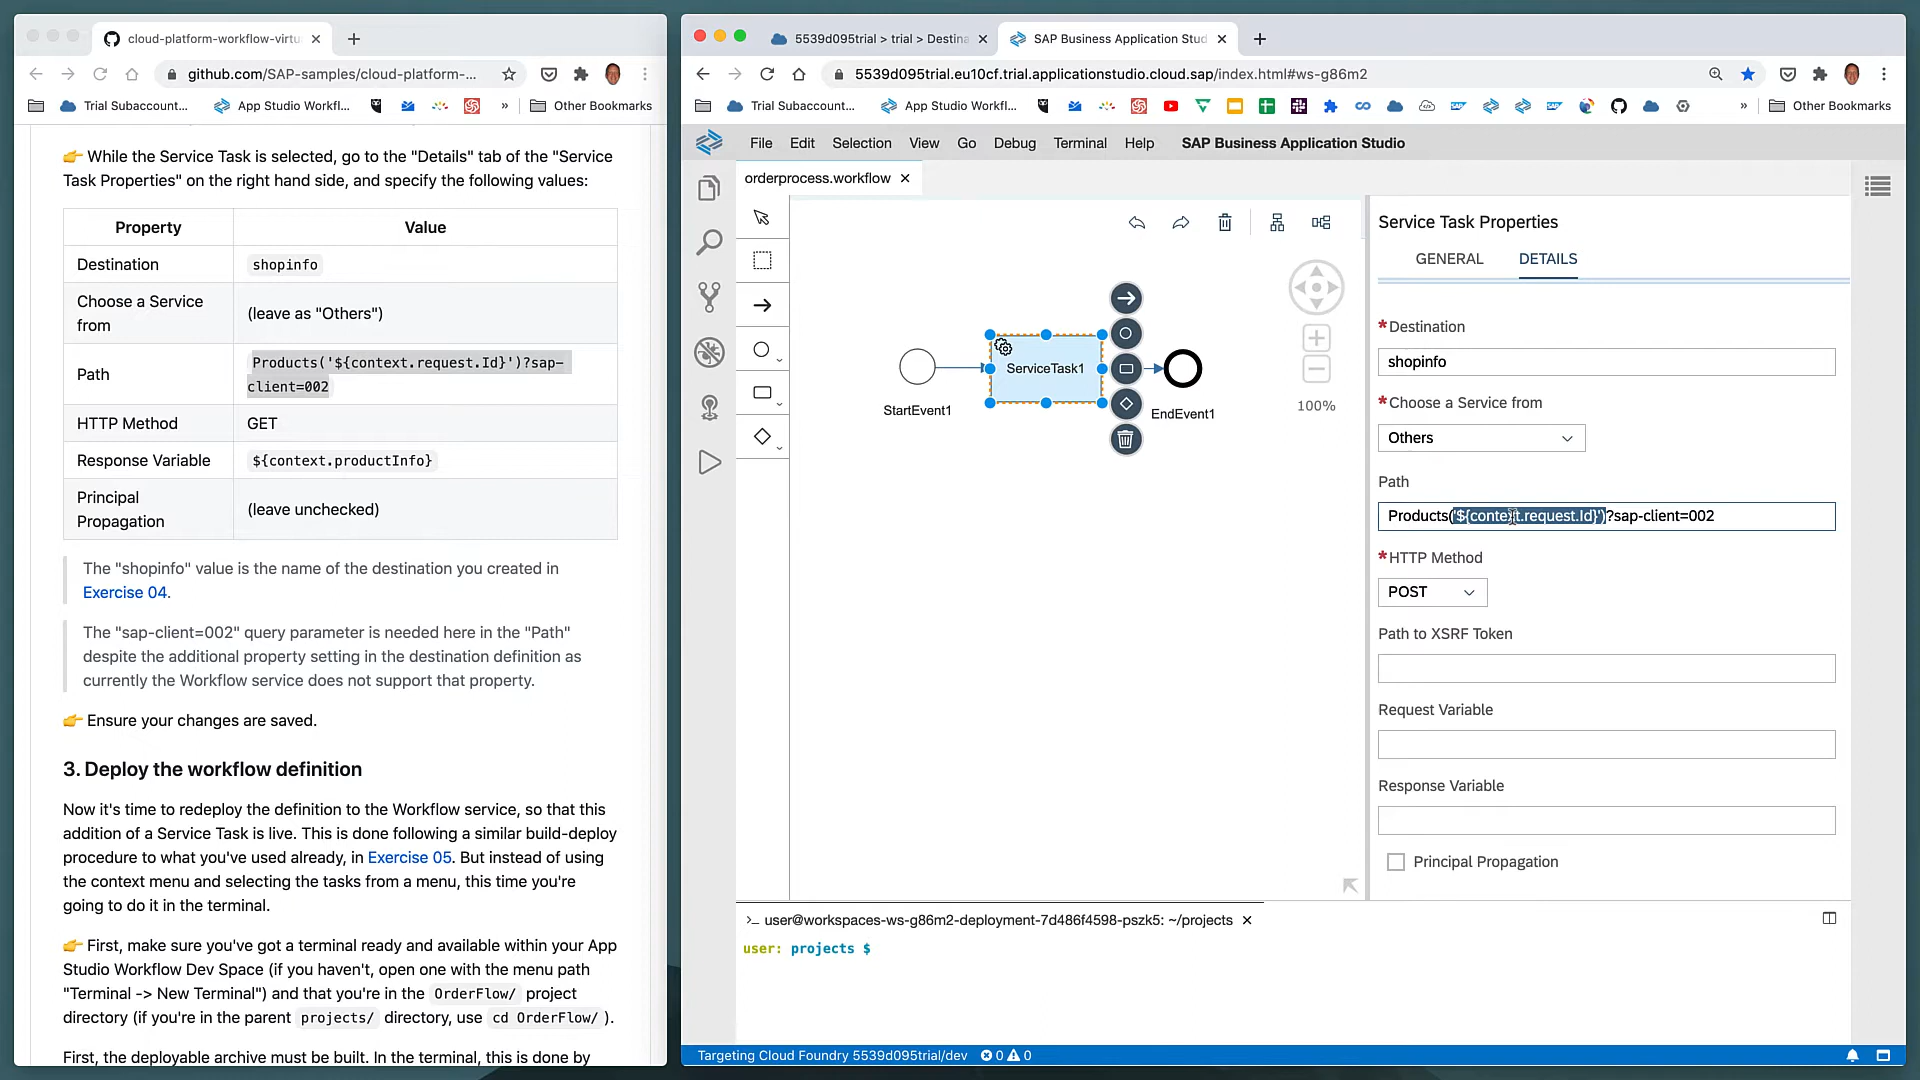 cloud-platform-workflow-virtu
github.com/SAP-samples/cloud-platform-...
Trial Subaccount...
App Studio Workfl...
»
Other Bookmarks
👉 While the Service Task is selected, go to the "Details" tab of the "Service
Task Properties" on the right hand side, and specify the following values:
Property Value
Destination shopinfo
Choose a Service
from
(leave as "Others")
Path
Products('${context.request.Id}')?sap-
client=002
HTTP Method GET
Response Variable ${context.productInfo}
Principal
Propagation
(leave unchecked)
The "shopinfo" value is the name of the destination you created in
Exercise 04.
The "sap-client=002" query parameter is needed here in the "Path"
despite the additional property setting in the destination definition as
currently the Workflow service does not support that property.
👉 Ensure your changes are saved.
3. Deploy the workflow definition
Now it's time to redeploy the definition to the Workflow service, so that this
addition of a Service Task is live. This is done following a similar build-deploy
procedure to what you've used already, in Exercise 05. But instead of using
the context menu and selecting the tasks from a menu, this time you're
going to do it in the terminal.
👉 First, make sure you've got a terminal ready and available within your App
Studio Workflow Dev Space (if you haven't, open one with the menu path
"Terminal -> New Terminal") and that you're in the OrderFlow/ project
directory (if you're in the parent projects/ directory, use cd OrderFlow/ ).
First, the deployable archive must be built. In the terminal, this is done by
5539d095trial > trial > Destina
SAP Business Application Stud
5539d095trial.eu10cf.trial.applicationstudio.cloud.sap/index.html#ws-g86m2
Trial Subaccount...
App Studio Workfl...
»
Other Bookmarks
File Edit Selection View Go Debug Terminal Help SAP Business Application Studio
orderprocess.workflow
StartEvent1
ServiceTask1
EndEvent1
100%
Service Task Properties
GENERAL DETAILS
*Destination
shopinfo
*Choose a Service from
Others
Path
Products('${context.request.Id}')?sap-client=002
*HTTP Method
POST
Path to XSRF Token
Request Variable
Response Variable
Principal Propagation
>_ user@workspaces-ws-g86m2-deployment-7d486f4598-pszk5: ~/projects
user: projects $
Targeting Cloud Foundry 5539d095trial/dev 0 0